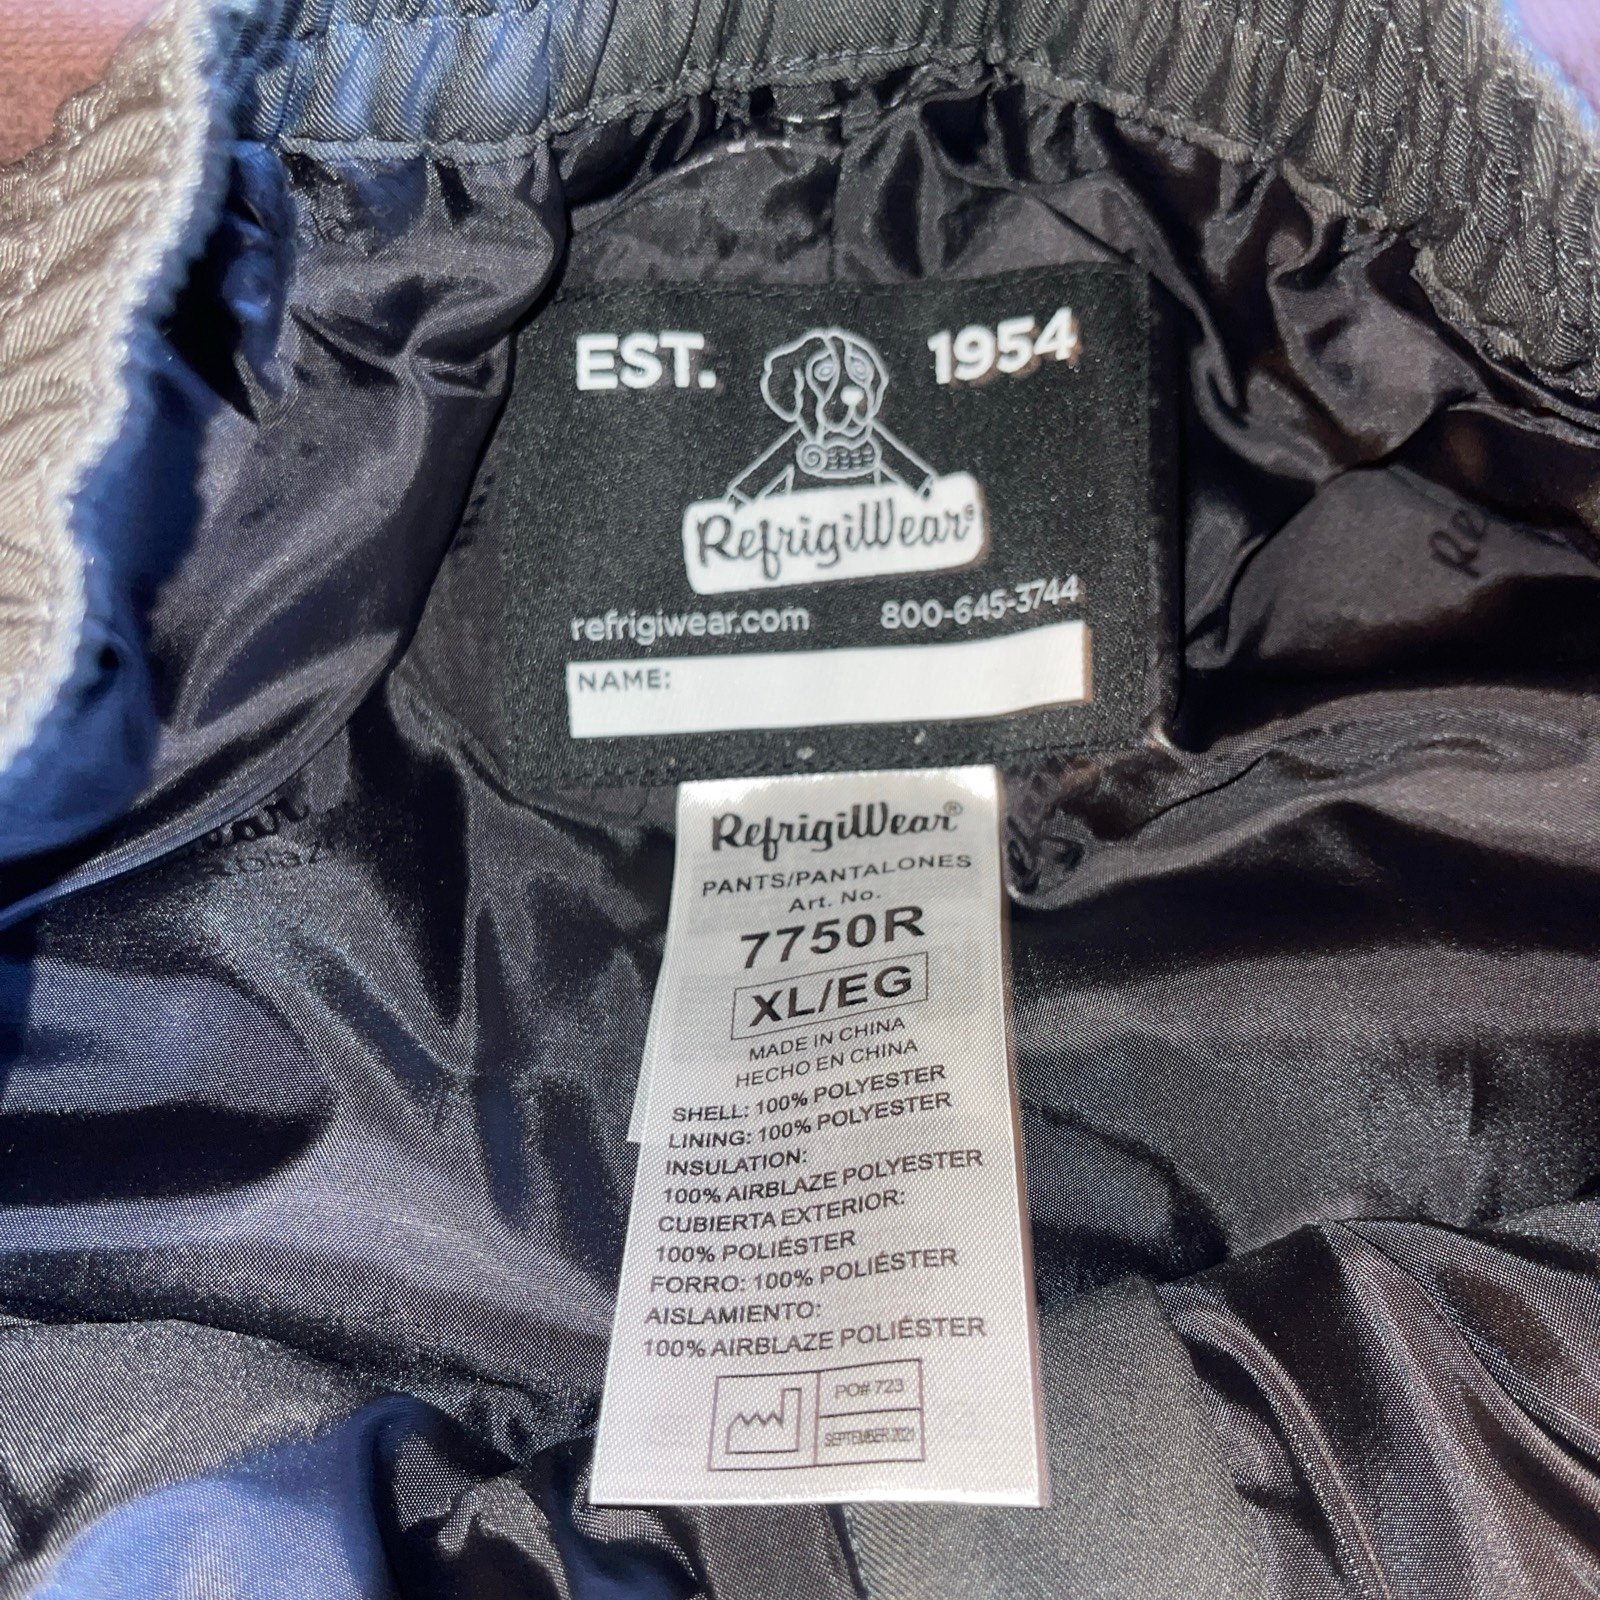 EST. 1954
RefrigiWear®
refrigiwear.com 800-645-3744
NAME:
RefrigiWear®
PANTS/PANTALONES
Art. No.
7750R
XL/EG
MADE IN CHINA
HECHO EN CHINA
SHELL: 100% POLYESTER
LINING: 100% POLYESTER
INSULATION:
100% AIRBLAZE POLYESTER
CUBIERTA EXTERIOR:
100% POLIÉSTER
FORRO: 100% POLIÉSTER
AISLAMIENTO:
100% AIRBLAZE POLIÉSTER
PO# 723
SEPTEMBER 2021